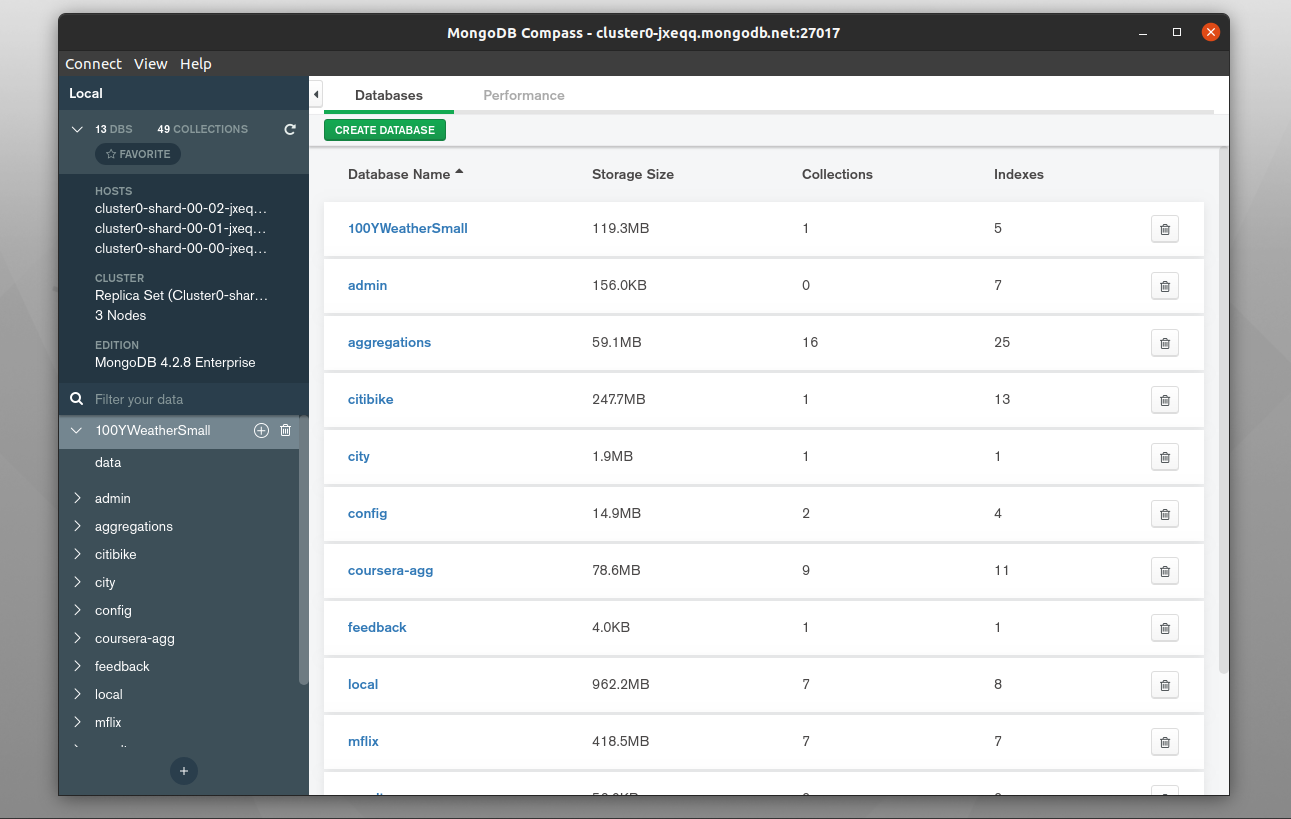 MongoDB Compass - cluster0-jxeqq.mongodb.net:27017
Connect View Help
Local
13 DBS 49 COLLECTIONS
FAVORITE
HOSTS
cluster0-shard-00-02-jxeq...
cluster0-shard-00-01-jxeq...
cluster0-shard-00-00-jxeq...
CLUSTER
Replica Set (Cluster0-shar...
3 Nodes
EDITION
MongoDB 4.2.8 Enterprise
Filter your data
100YWeatherSmall
data
admin
aggregations
citibike
city
config
coursera-agg
feedback
local
mflix
Databases Performance
CREATE DATABASE
Database Name Storage Size Collections Indexes
100YWeatherSmall 119.3MB 1 5
admin 156.0KB 0 7
aggregations 59.1MB 16 25
citibike 247.7MB 1 13
city 1.9MB 1 1
config 14.9MB 2 4
coursera-agg 78.6MB 9 11
feedback 4.0KB 1 1
local 962.2MB 7 8
mflix 418.5MB 7 7